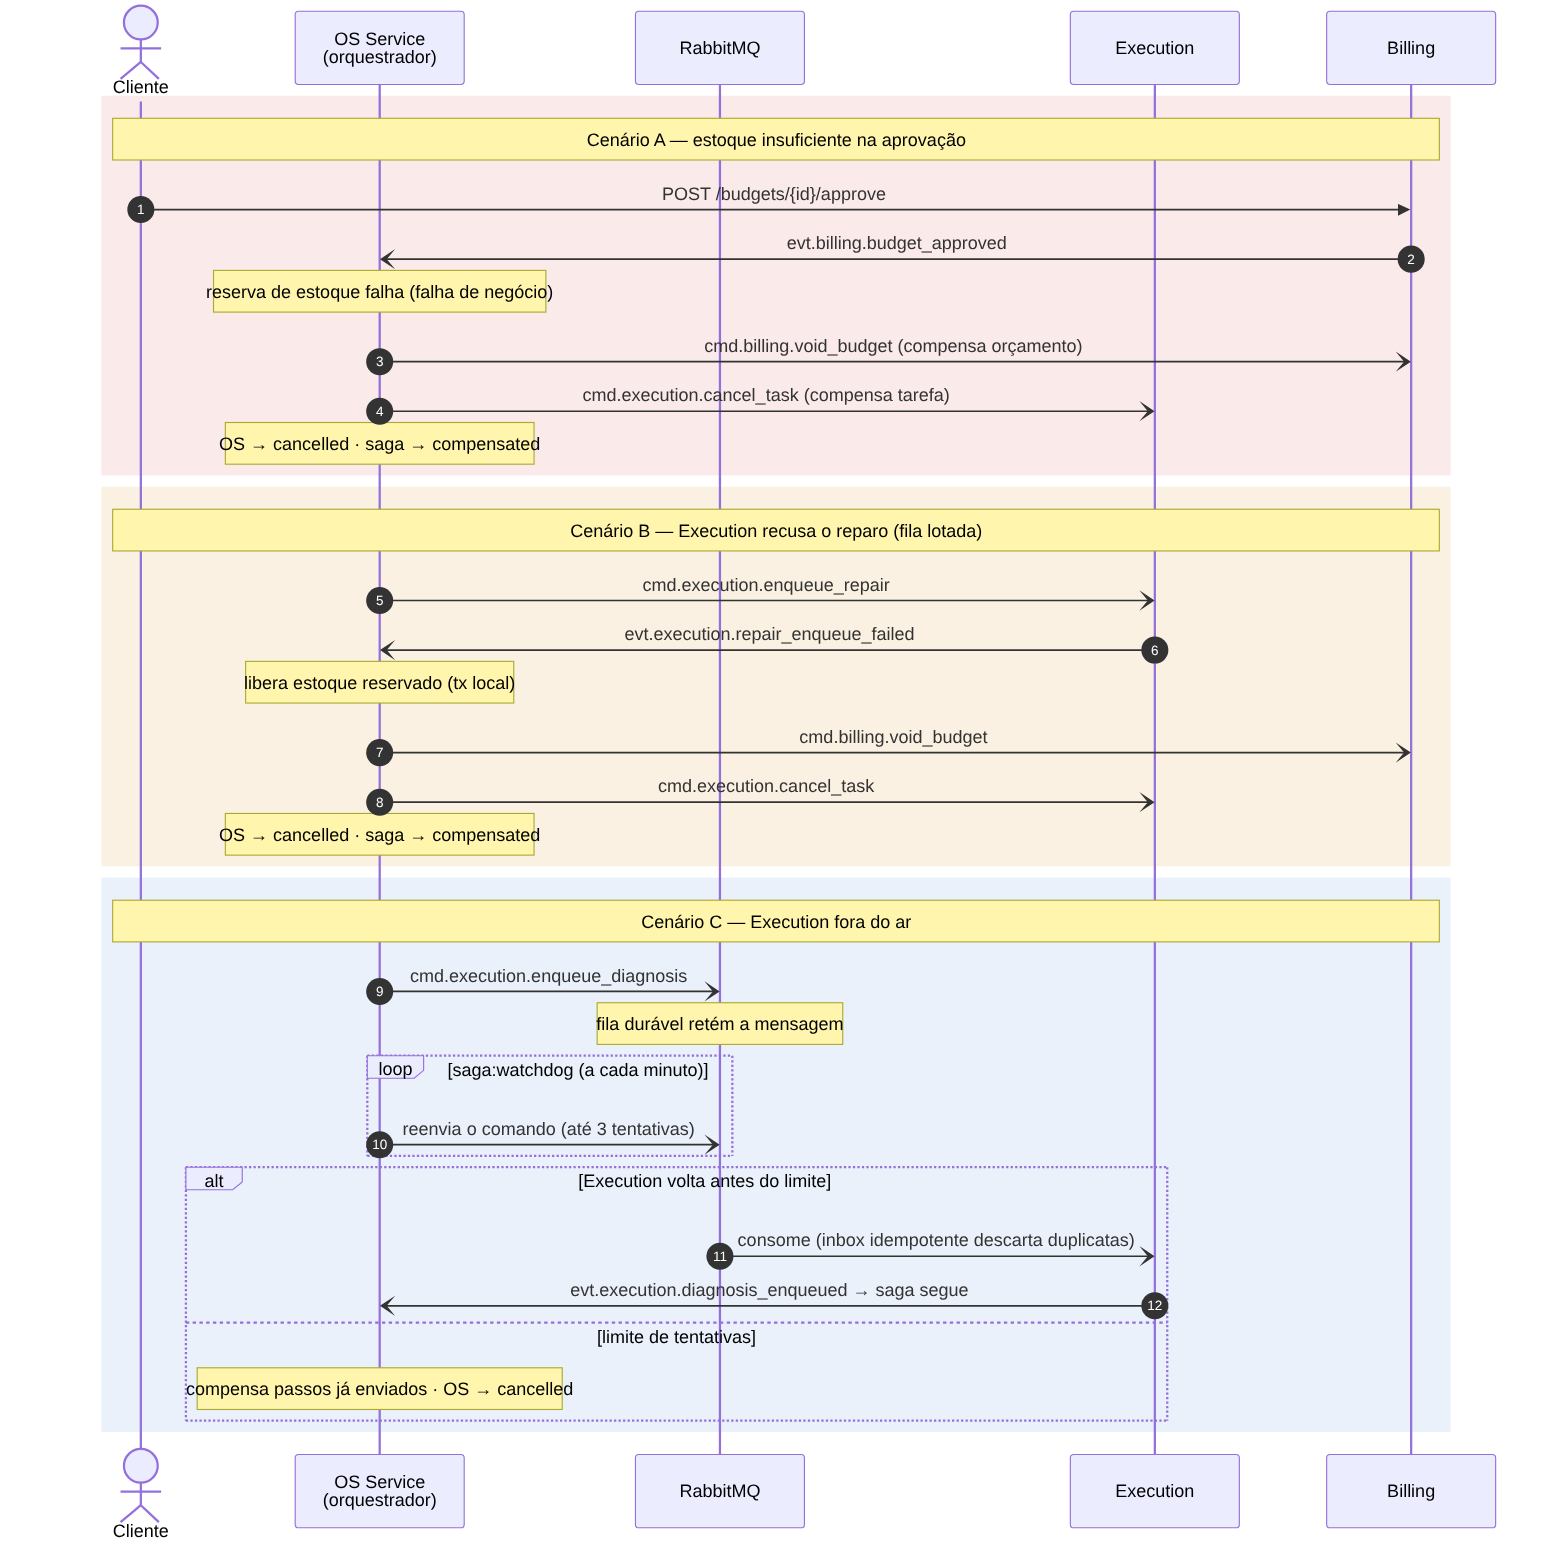 Cliente
OS Service
(orquestrador)
RabbitMQ
Execution
Billing
Cenário A — estoque insuficiente na aprovação
POST /budgets/{id}/approve
1
evt.billing.budget_approved
2
reserva de estoque falha (falha de negócio)
cmd.billing.void_budget (compensa orçamento)
3
cmd.execution.cancel_task (compensa tarefa)
4
OS → cancelled · saga → compensated
Cenário B — Execution recusa o reparo (fila lotada)
cmd.execution.enqueue_repair
5
evt.execution.repair_enqueue_failed
6
libera estoque reservado (tx local)
cmd.billing.void_budget
7
cmd.execution.cancel_task
8
OS → cancelled · saga → compensated
Cenário C — Execution fora do ar
cmd.execution.enqueue_diagnosis
9
fila durável retém a mensagem
loop
[saga:watchdog (a cada minuto)]
reenvia o comando (até 3 tentativas)
10
alt
[Execution volta antes do limite]
consome (inbox idempotente descarta duplicatas)
11
evt.execution.diagnosis_enqueued → saga segue
12
[limite de tentativas]
compensa passos já enviados · OS → cancelled
Cliente
OS Service
(orquestrador)
RabbitMQ
Execution
Billing